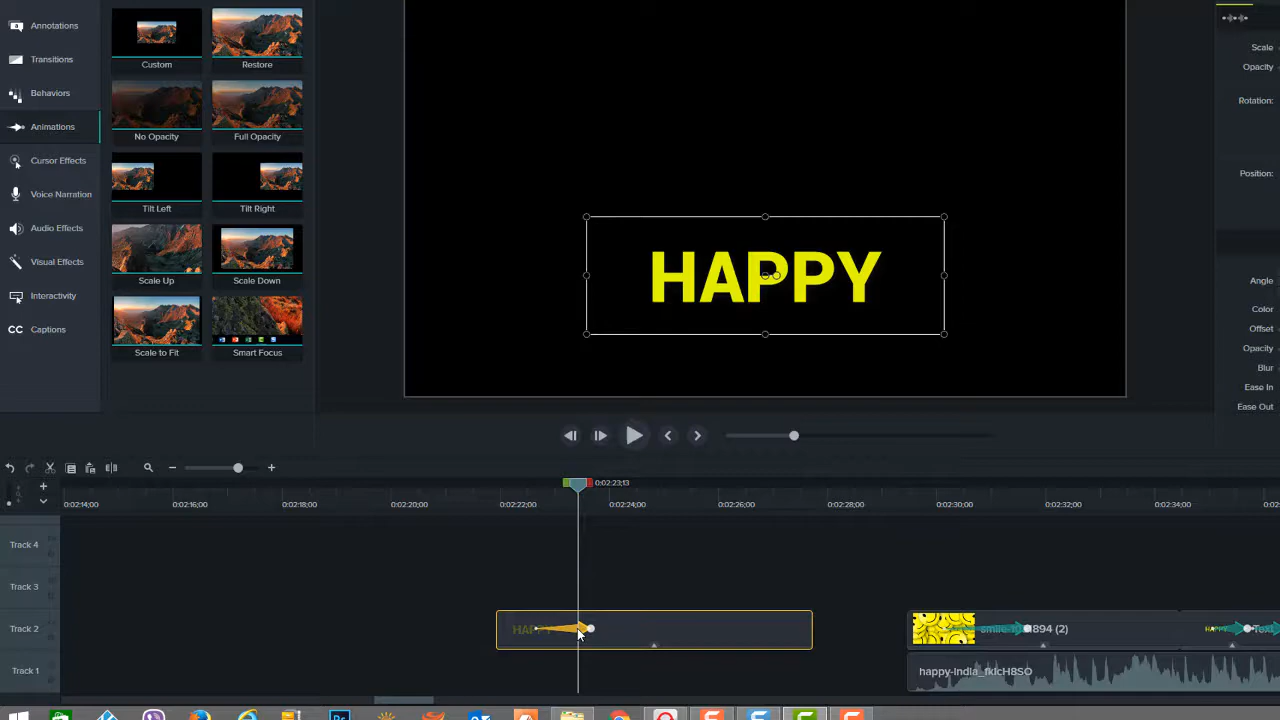 Annotations
Custom
Restore
Transitions
Behaviors
No Opacity
Full Opacity
Animations
Cursor Effects
Voice Narration
Tilt Left
Tilt Right
Audio Effects
Visual Effects
Scale Up
Scale Down
Interactivity
CC Captions
Scale to Fit
Smart Focus
HAPPY
Scale
Opacity
Rotation:
Position:
Angle
Color
Offset
Opacity
Blur
Ease In
Ease Out
0:02:23;13
0:02:14;00
0:02:16;00
0:02:18;00
0:02:20;00
0:02:22;00
0:02:24;00
0:02:26;00
0:02:28;00
0:02:30;00
0:02:32;00
0:02:34;00
Track 4
Track 3
Track 2
HAPPY
HAPPY
Track 1
happy-india_fkicH8SO
Ps